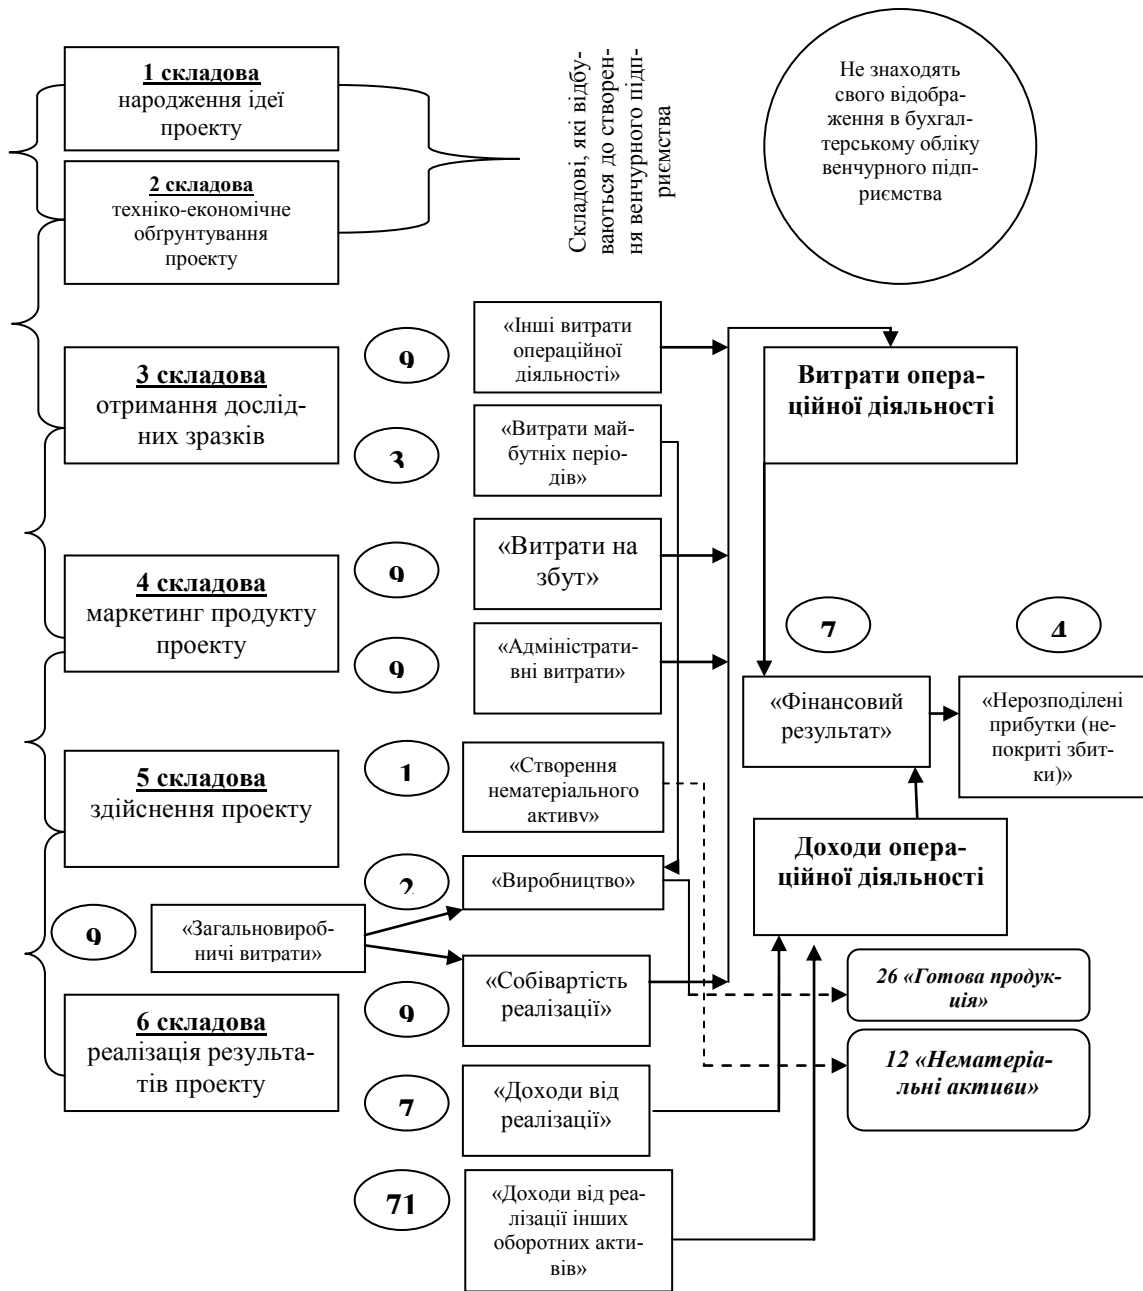 1 складова
народження ідеї
проекту
2 складова
техніко-економічне
обґрунтування
проекту
Складові, які відбу-
ваються до створен-
ня венчурного підп-
риємства
Не знаходять
свого відобра-
ження в бухгал-
терському обліку
венчурного підп-
риємства
3 складова
отримання дослід-
них зразків
9
«Інші витрати
операційної
діяльності»
3
«Витрати май-
бутніх періо-
дів»
Витрати опера-
ційної діяльності
4 складова
маркетинг продукту
проекту
9
«Витрати на
збут»
9
«Адміністрати-
вні витрати»
7
4
«Фінансовий
результат»
«Нерозподілені
прибутки (не-
покриті збит-
ки)»
5 складова
здійснення проекту
1
«Створення
нематеріального
активу»
Доходи опера-
ційної діяльності
2
«Виробництво»
9
«Загальновироб-
ничі витрати»
9
«Собівартість
реалізації»
26 «Готова продук-
ція»
12 «Нематеріа-
льні активи»
6 складова
реалізація результа-
тів проекту
7
«Доходи від
реалізації»
71
«Доходи від реа-
лізації інших
оборотних акти-
вів»